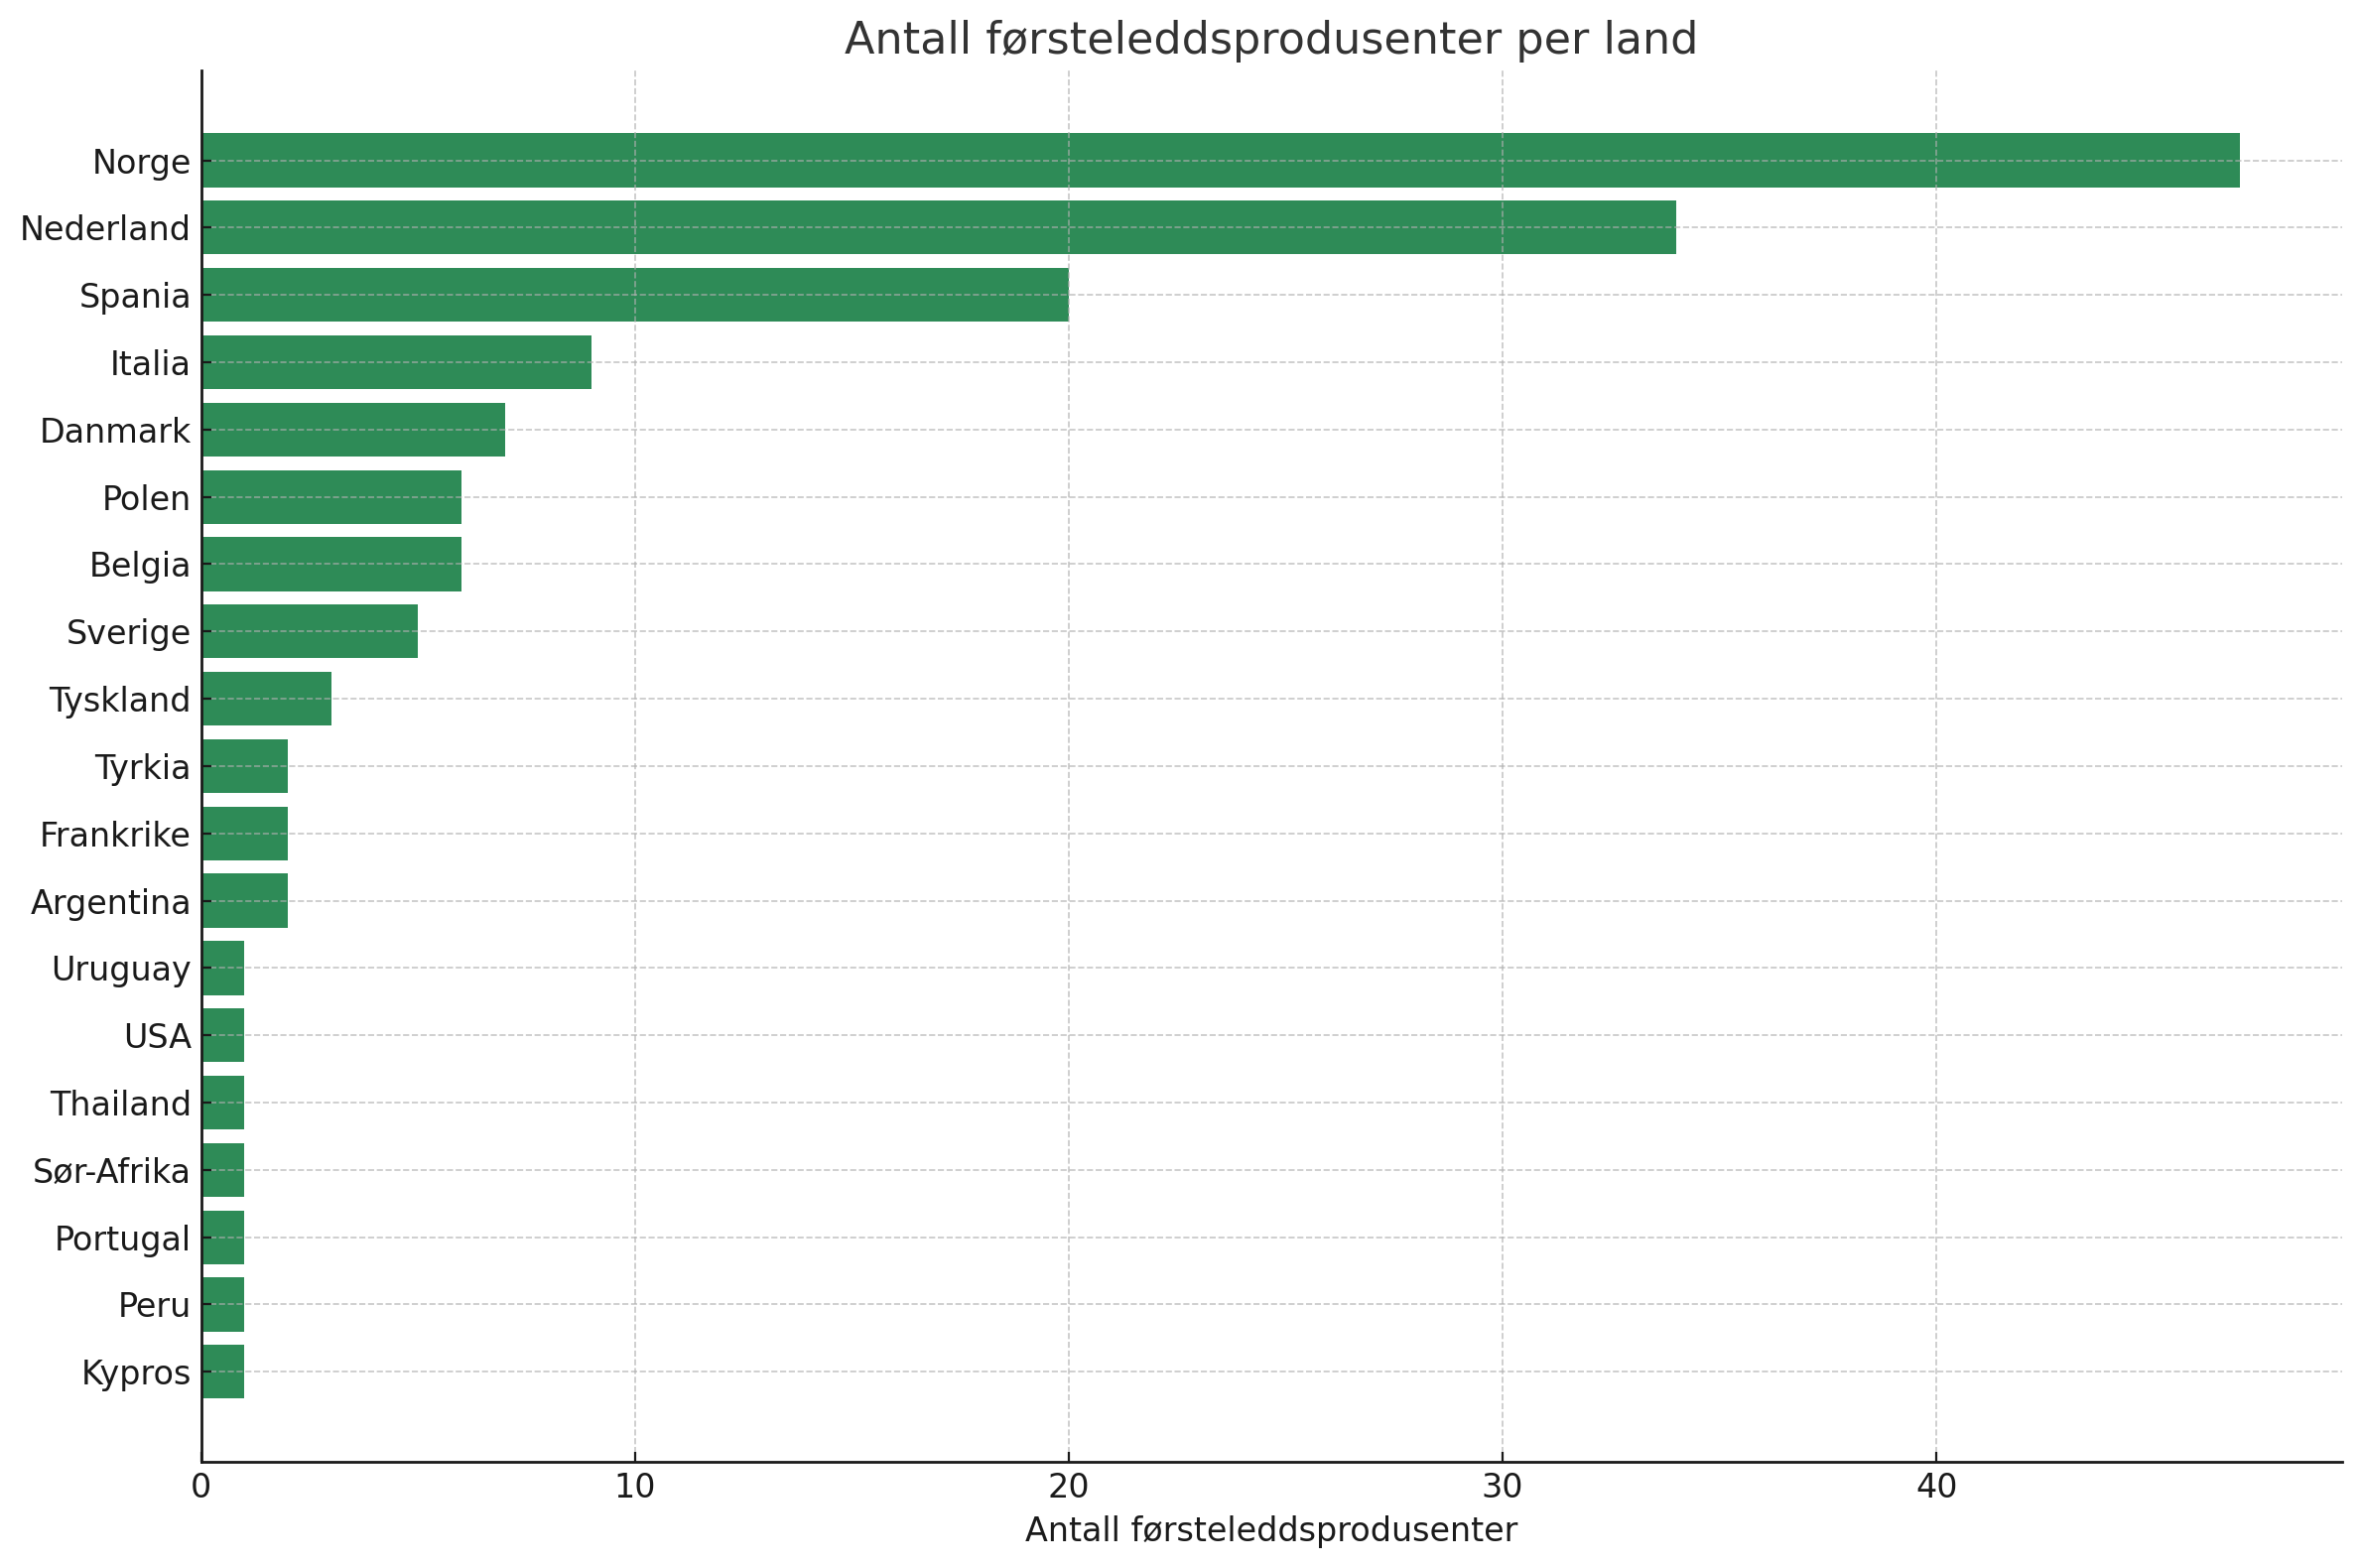 Antall førsteleddsprodusenter per land
Norge
Nederland
Spania
Italia
Danmark
Polen
Belgia
Sverige
Tyskland
Tyrkia
Frankrike
Argentina
Uruguay
USA
Thailand
Sør-Afrika
Portugal
Peru
Kypros
0 10 20 30 40
Antall førsteleddsprodusenter